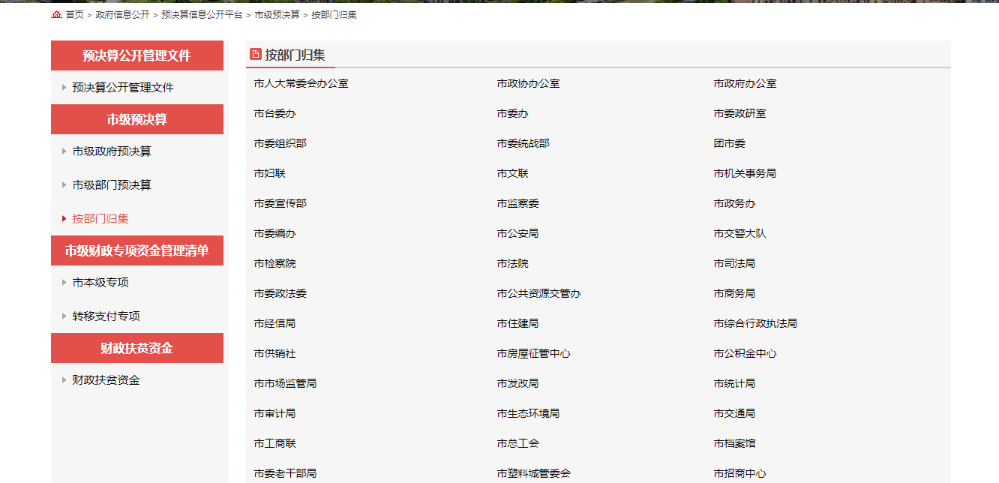 首页 > 政府信息公开 > 预决算信息公开平台 > 市级预决算 > 按部门归集
预决算公开管理文件
预决算公开管理文件
市级预决算
市级政府预决算
市级部门预决算
按部门归集
市级财政专项资金管理清单
市本级专项
转移支付专项
财政扶贫资金
财政扶贫资金
按部门归集
市人大常委会办公室 市政协办公室 市政府办公室
市台委办 市委办 市委政研室
市委组织部 市委统战部 团市委
市妇联 市文联 市机关事务局
市委宣传部 市监察委 市政务办
市委编办 市公安局 市交警大队
市检察院 市法院 市司法局
市委政法委 市公共资源交管办 市商务局
市经信局 市住建局 市综合行政执法局
市供销社 市房屋征管中心 市公积金中心
市市场监管局 市发改局 市统计局
市审计局 市生态环境局 市交通局
市工商联 市总工会 市档案馆
市委老干部局 市塑料城管委会 市招商中心